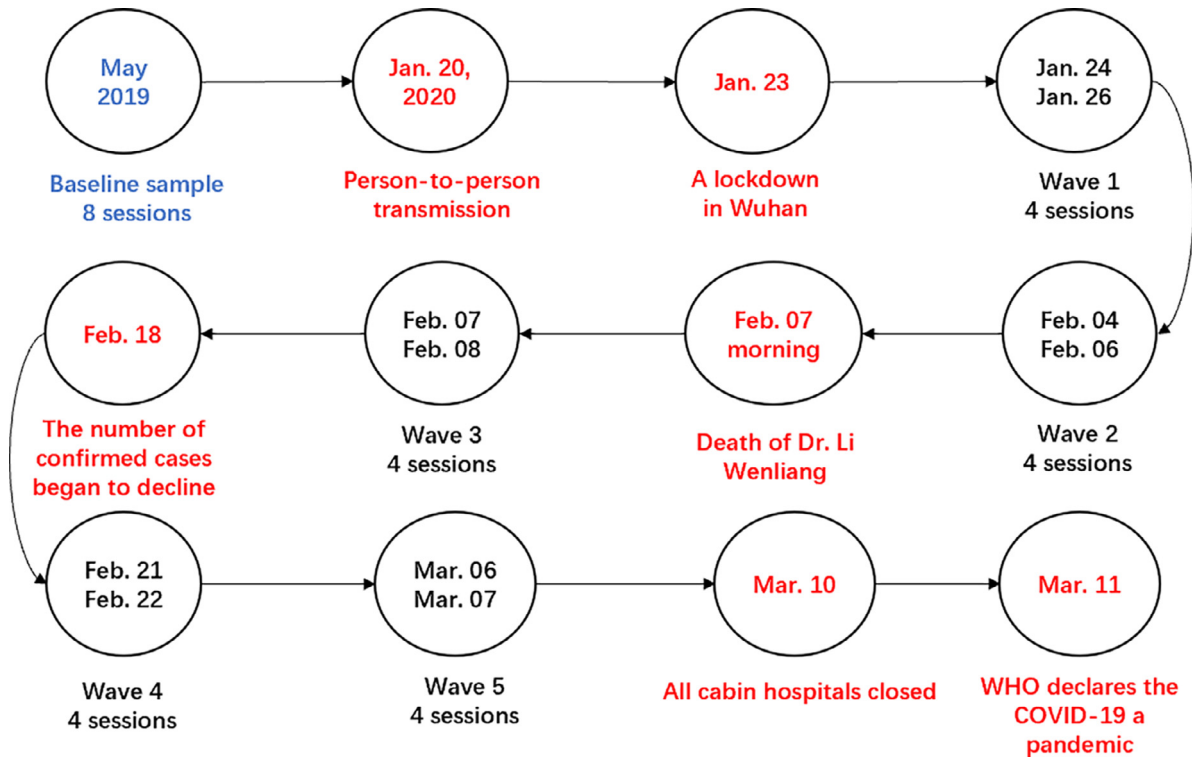 May
2019
Baseline sample
8 sessions
Jan. 20,
2020
Person-to-person
transmission
Jan. 23
A lockdown
in Wuhan
Jan. 24
Jan. 26
Wave 1
4 sessions
Feb. 04
Feb. 06
Wave 2
4 sessions
Feb. 07
morning
Death of Dr. Li
Wenliang
Feb. 07
Feb. 08
Wave 3
4 sessions
Feb. 18
The number of
confirmed cases
began to decline
Feb. 21
Feb. 22
Wave 4
4 sessions
Mar. 06
Mar. 07
Wave 5
4 sessions
Mar. 10
All cabin hospitals closed
Mar. 11
WHO declares the
COVID-19 a
pandemic